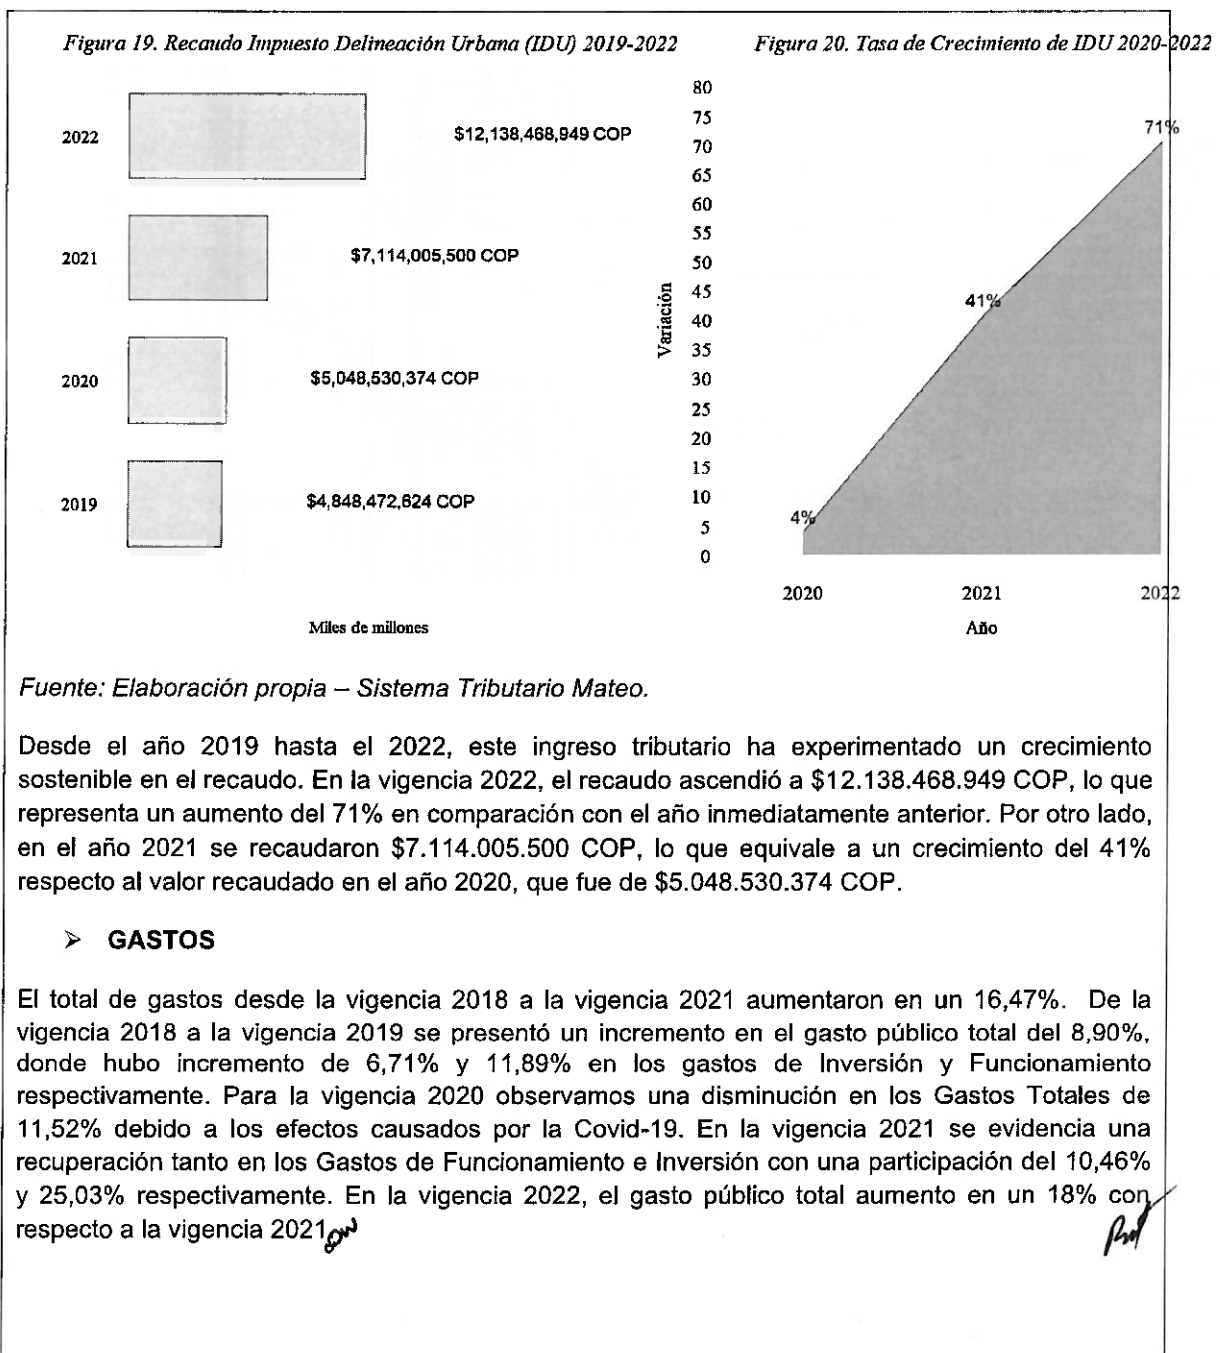 Figura 19. Recaudo Impuesto Delineación Urbana (IDU) 2019-2022
2022
$12,138,468,949 COP
2021
$7,114,005,500 COP
2020
$5,048,530,374 COP
2019
$4,848,472,624 COP
Miles de millones
Figura 20. Tasa de Crecimiento de IDU 2020-2022
80
75
70
65
60
55
50
45
40
35
30
25
20
15
10
5
0
Variación
4%
41%
71%
2020
2021
2022
Año
Fuente: Elaboración propia – Sistema Tributario Mateo.
Desde el año 2019 hasta el 2022, este ingreso tributario ha experimentado un crecimiento
sostenible en el recaudo. En la vigencia 2022, el recaudo ascendió a $12.138.468.949 COP, lo que
representa un aumento del 71% en comparación con el año inmediatamente anterior. Por otro lado,
en el año 2021 se recaudaron $7.114.005.500 COP, lo que equivale a un crecimiento del 41%
respecto al valor recaudado en el año 2020, que fue de $5.048.530.374 COP.
➢ GASTOS
El total de gastos desde la vigencia 2018 a la vigencia 2021 aumentaron en un 16,47%. De la
vigencia 2018 a la vigencia 2019 se presentó un incremento en el gasto público total del 8,90%,
donde hubo incremento de 6,71% y 11,89% en los gastos de Inversión y Funcionamiento
respectivamente. Para la vigencia 2020 observamos una disminución en los Gastos Totales de
11,52% debido a los efectos causados por la Covid-19. En la vigencia 2021 se evidencia una
recuperación tanto en los Gastos de Funcionamiento e Inversión con una participación del 10,46%
y 25,03% respectivamente. En la vigencia 2022, el gasto público total aumento en un 18% con
respecto a la vigencia 2021